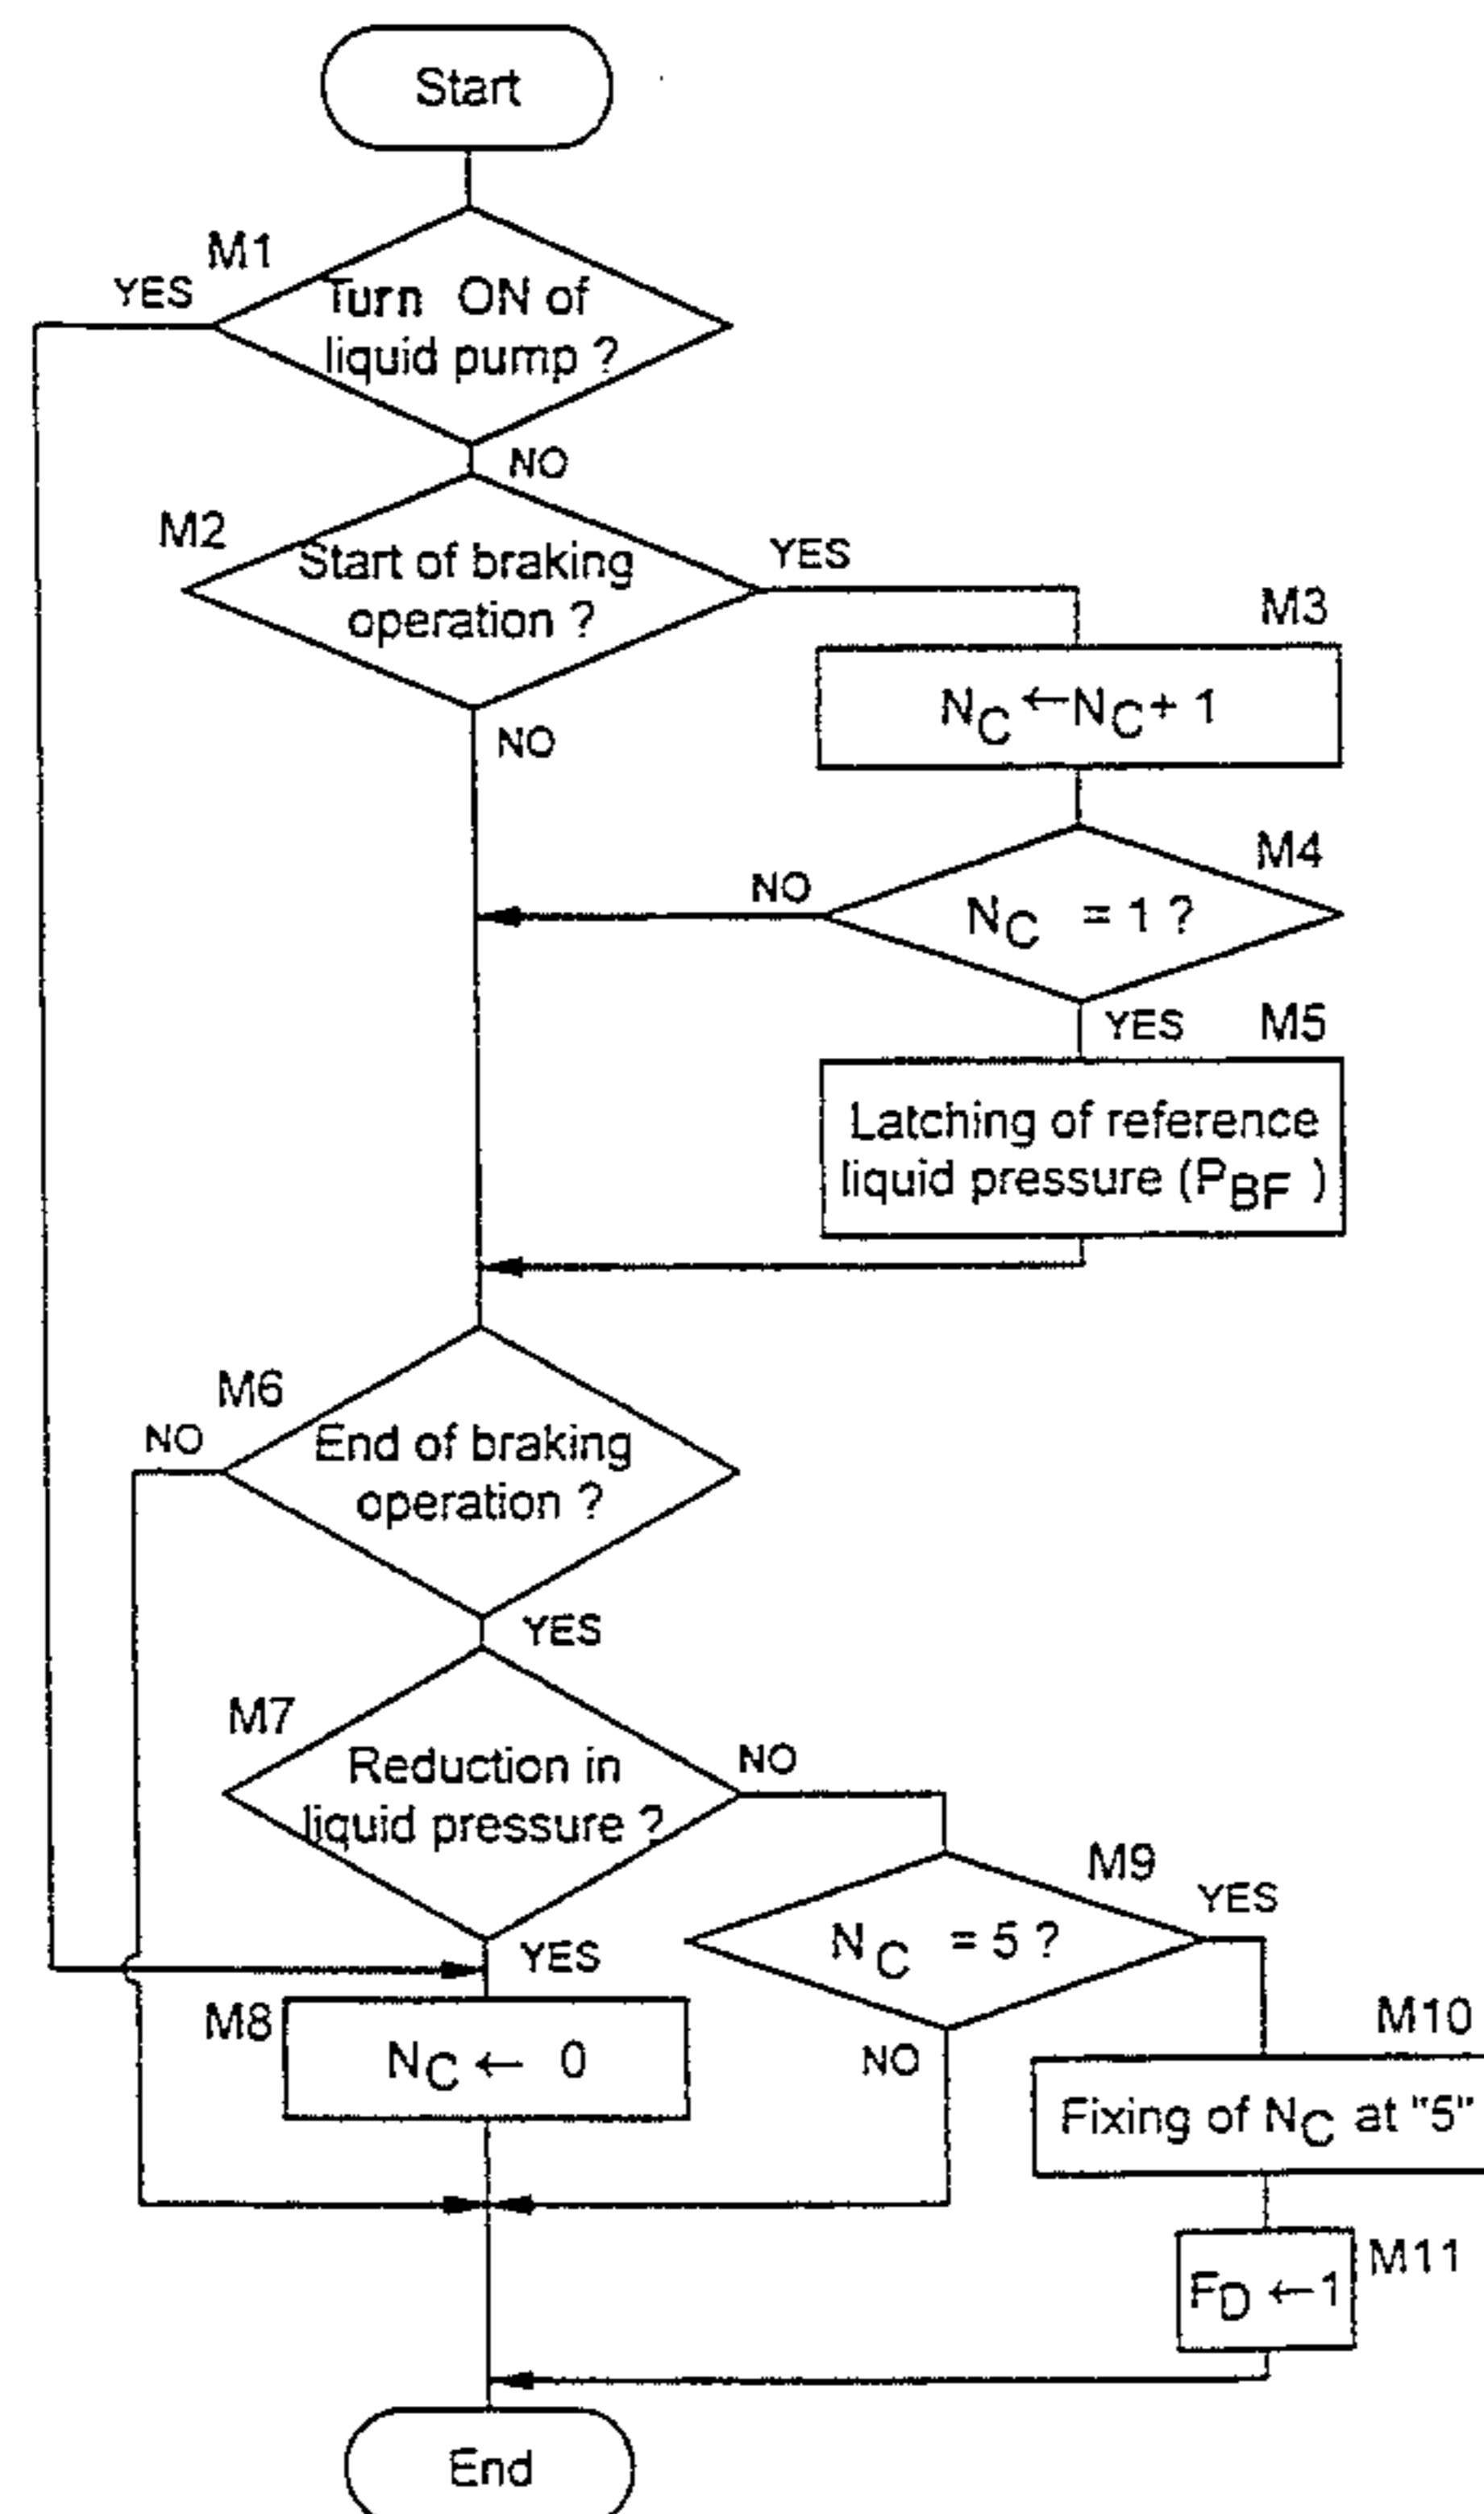 Start
M1
YES
Turn ON of
liquid pump ?
NO
M2
Start of braking
operation ?
YES
M3
NC ← NC + 1
NO
M4
NC = 1 ?
NO
YES
M5
Latching of reference
liquid pressure (PBF )
M6
NO
End of braking
operation ?
YES
M7
Reduction in
liquid pressure ?
NO
M9
YES
NC = 5 ?
YES
M8
NC ← 0
NO
M10
Fixing of NC at "5"
M11
FD ← 1
End